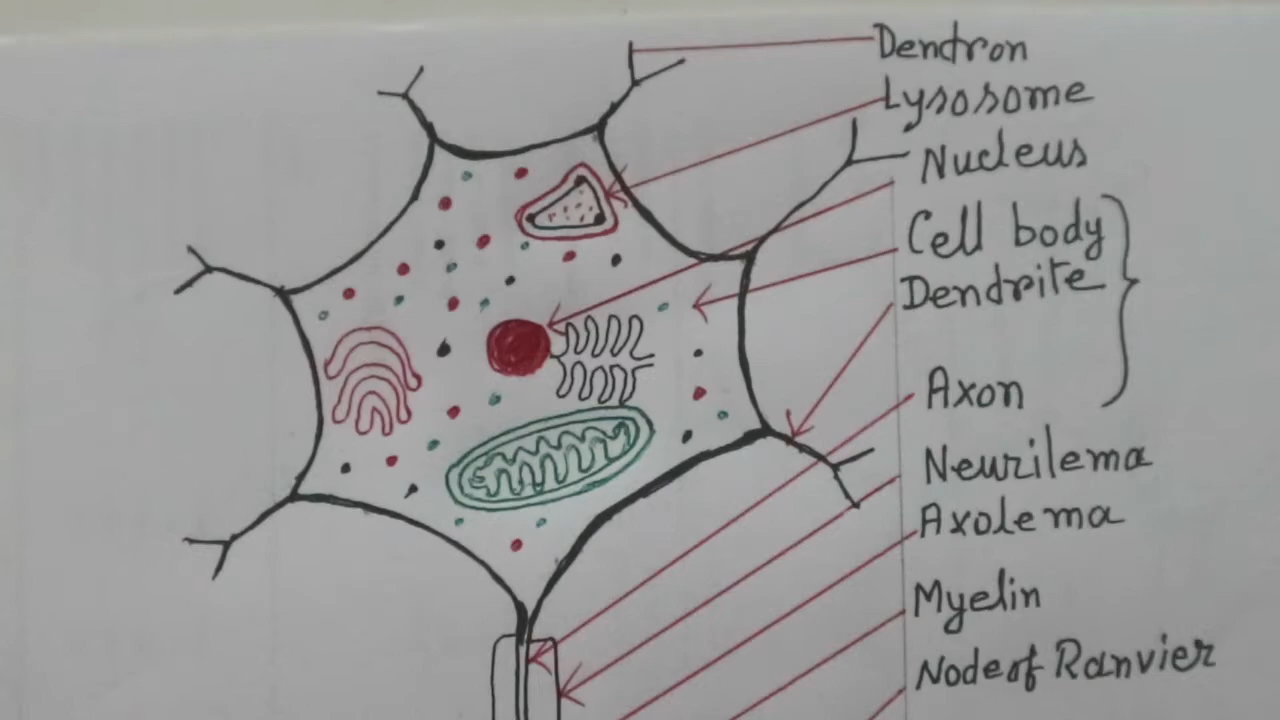 Dendron
Lysosome
Nucleus
Cell body
Dendrite
Axon
Neurilema
Axolema
Myelin
Node of Ranvier